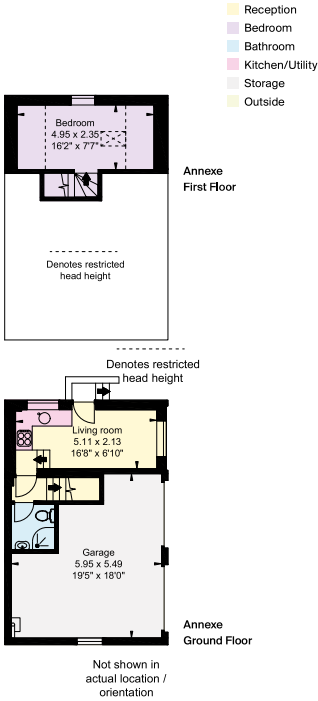 Reception
Bedroom
Bathroom
Kitchen/Utility
Storage
Outside
Bedroom
4.95 x 2.35
16'2" x 7'7"
Annexe
First Floor
Denotes restricted
head height
Denotes restricted
head height
Living room
5.11 x 2.13
16'8" x 6'10"
Garage
5.95 x 5.49
19'5" x 18'0"
Annexe
Ground Floor
Not shown in
actual location /
orientation